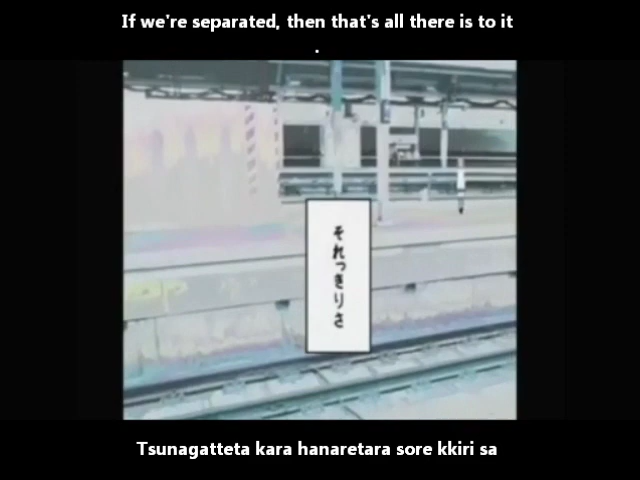 If we're separated, then that's all there is to it
.
それっきりさ
Tsunagatteta kara hanaretara sore kkiri sa